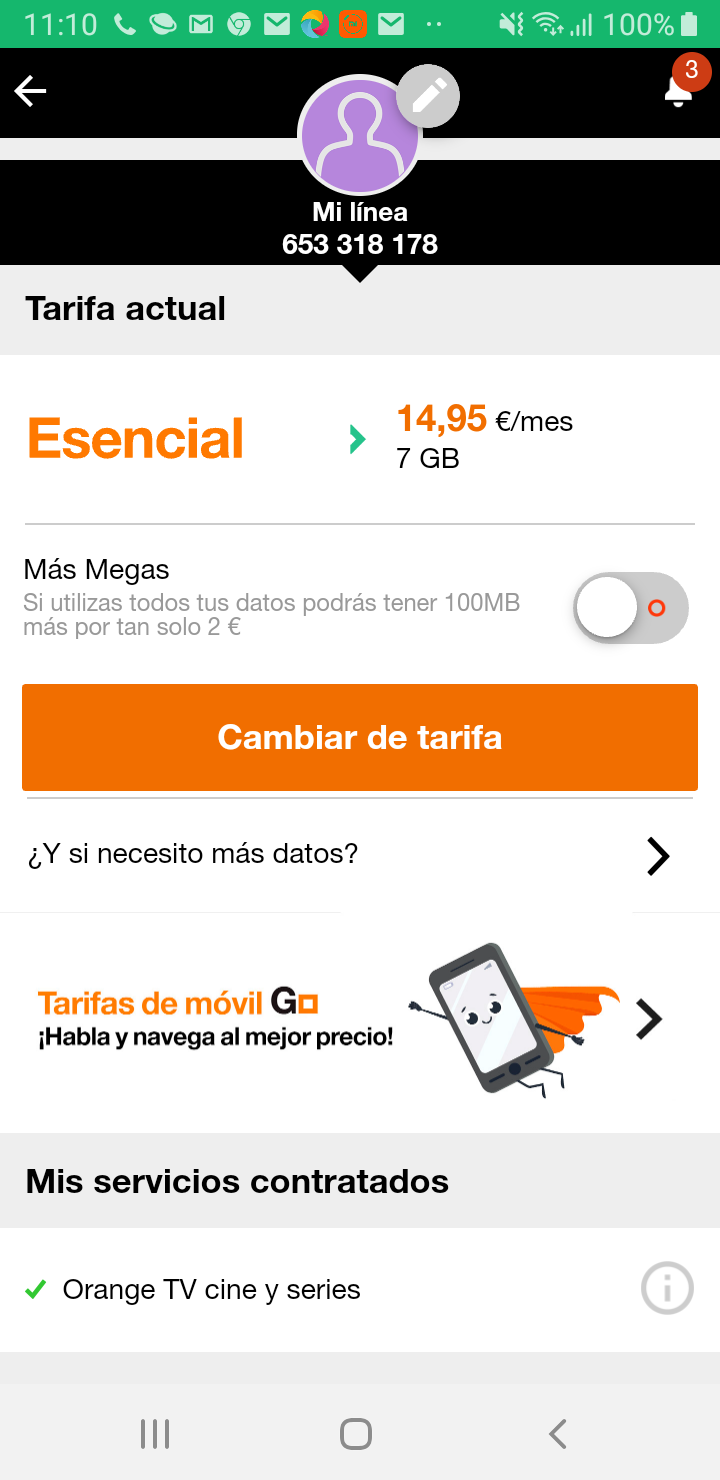 11:10
100%
3
Mi línea
653 318 178
Tarifa actual
Esencial
14,95 €/mes
7 GB
Más Megas
Si utilizas todos tus datos podrás tener 100MB
más por tan solo 2 €
Cambiar de tarifa
¿Y si necesito más datos?
Tarifas de móvil Go
¡Habla y navega al mejor precio!
Mis servicios contratados
Orange TV cine y series